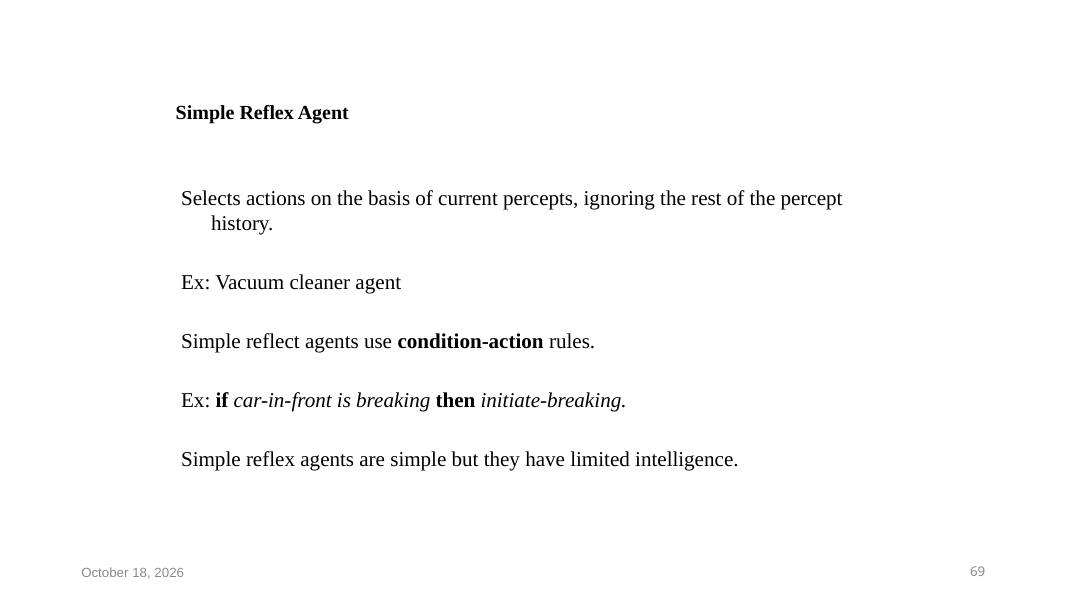 Simple Reflex Agent
Selects actions on the basis of current percepts, ignoring the rest of the percept
history.
Ex: Vacuum cleaner agent
Simple reflect agents use condition-action rules.
Ex: if car-in-front is breaking then initiate-breaking.
Simple reflex agents are simple but they have limited intelligence.
October 18, 2026
69